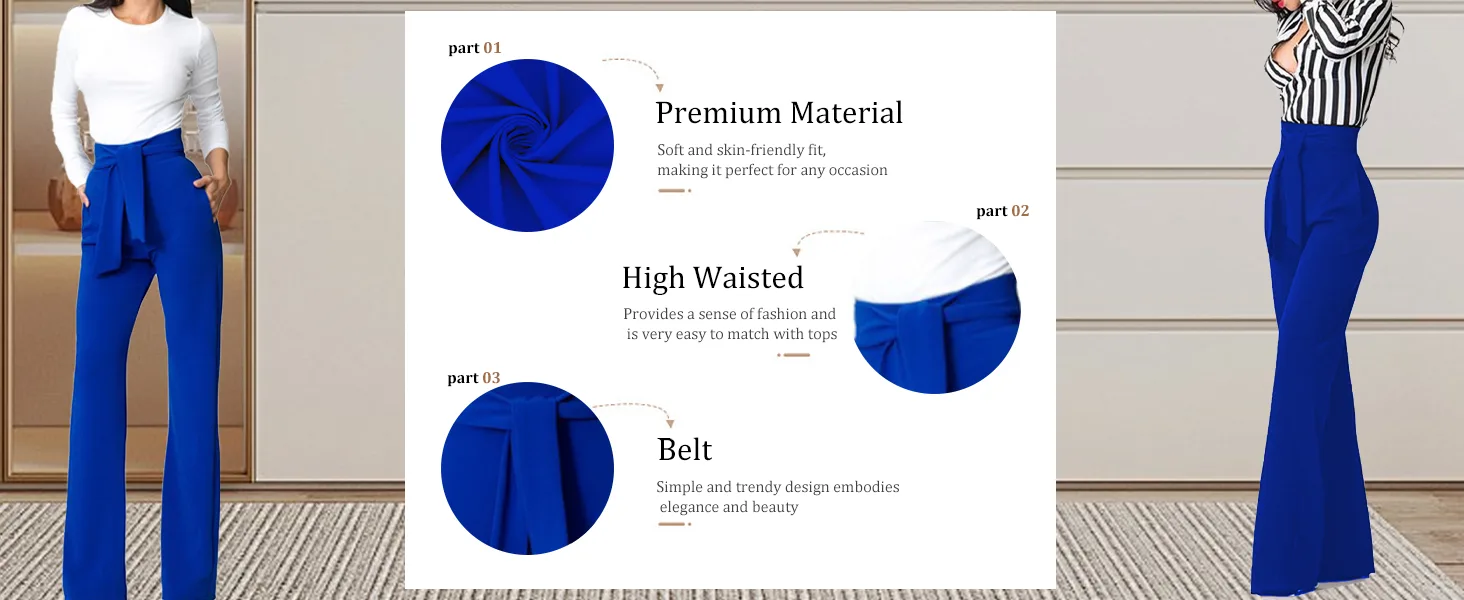 part 01
Premium Material
Soft and skin-friendly fit,
making it perfect for any occasion
part 02
High Waisted
Provides a sense of fashion and
is very easy to match with tops
part 03
Belt
Simple and trendy design embodies
elegance and beauty